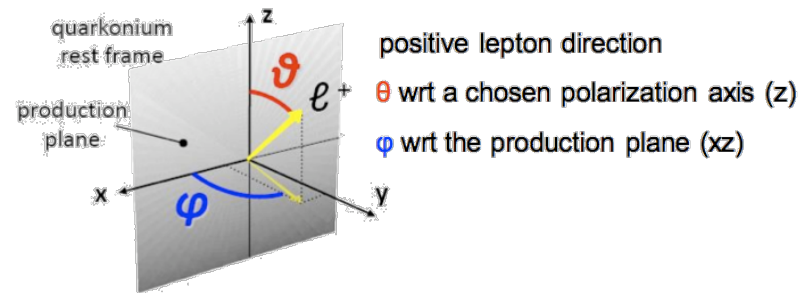 quarkonium
rest frame
z
ϑ
ℓ+
production
plane
x
φ
y
positive lepton direction
θ wrt a chosen polarization axis (z)
φ wrt the production plane (xz)